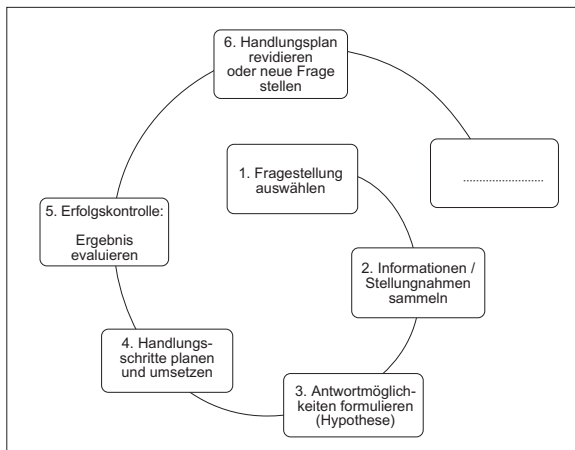 6. Handlungsplan
revidieren
oder neue Frage
stellen
.........................
1. Fragestellung
auswählen
5. Erfolgskontrolle:
Ergebnis
evaluieren
2. Informationen /
Stellungnahmen
sammeln
4. Handlungs-
schritte planen
und umsetzen
3. Antwortmöglich-
keiten formulieren
(Hypothese)